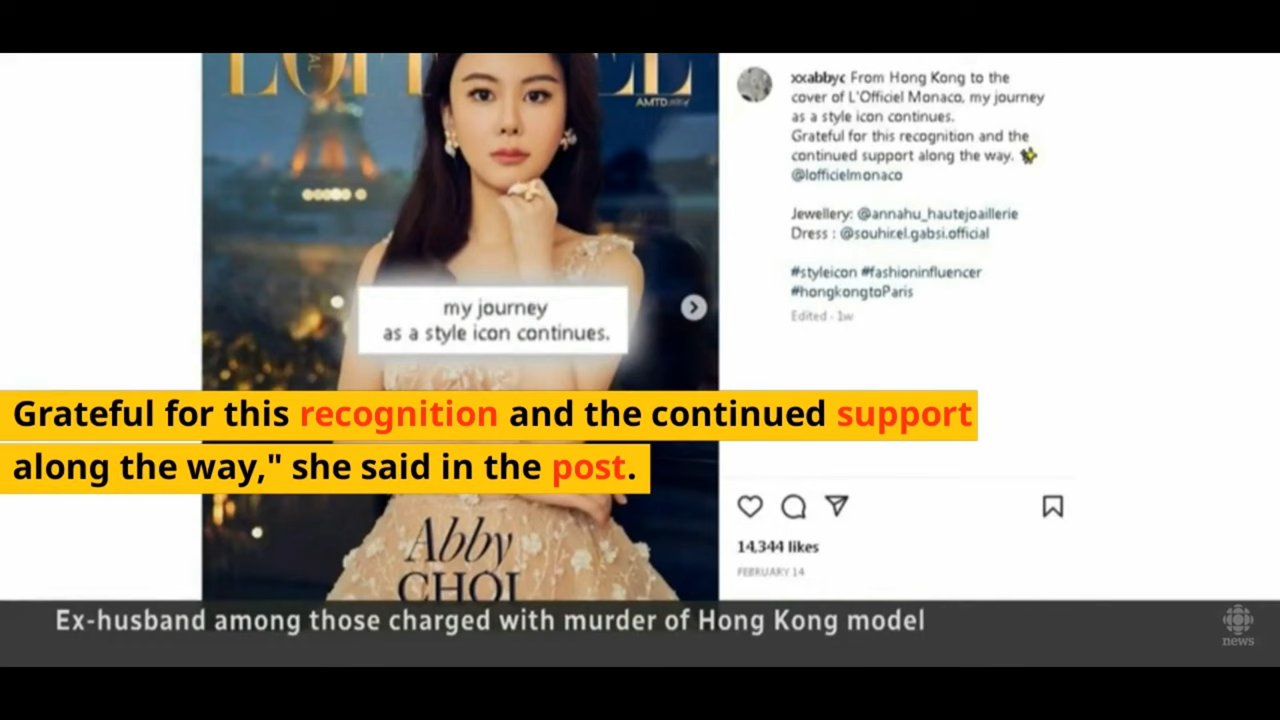 L'OFFICIEL
AMTD
xxabbyc From Hong Kong to the
cover of L'Officiel Monaco, my journey
as a style icon continues.
Grateful for this recognition and the
continued support along the way.
@lofficielmonaco
Jewellery: @annahu_hautejoaillerie
Dress : @souhir.el.gabsi.official
#styleicon #fashioninfluencer
#hongkongtoParis
Edited · 1w
my journey
as a style icon continues.
Grateful for this recognition and the continued support
along the way," she said in the post.
14,344 likes
FEBRUARY 14
Abby
CHOI
Ex-husband among those charged with murder of Hong Kong model
news